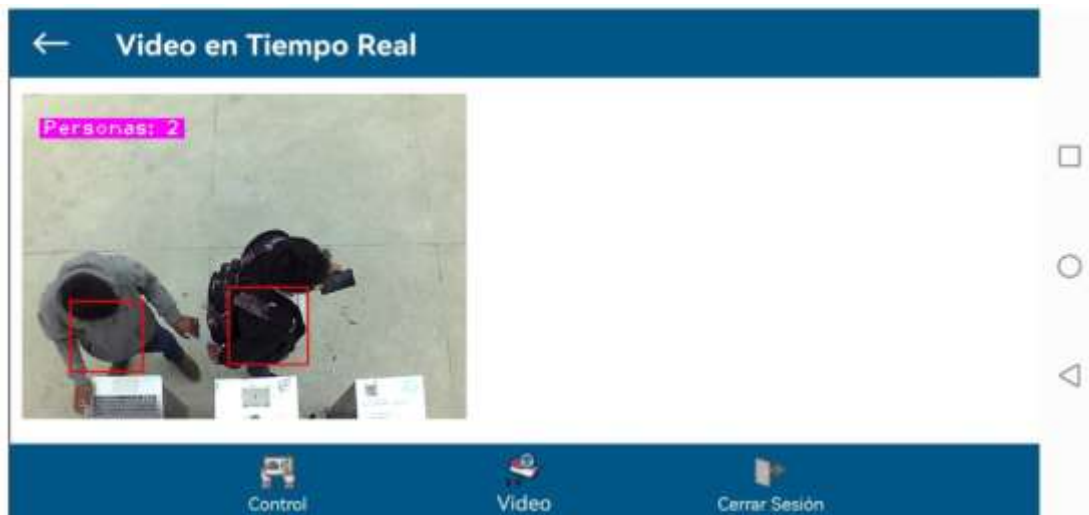 Video en Tiempo Real
Personas: 2
Control
Video
Cerrar Sesión